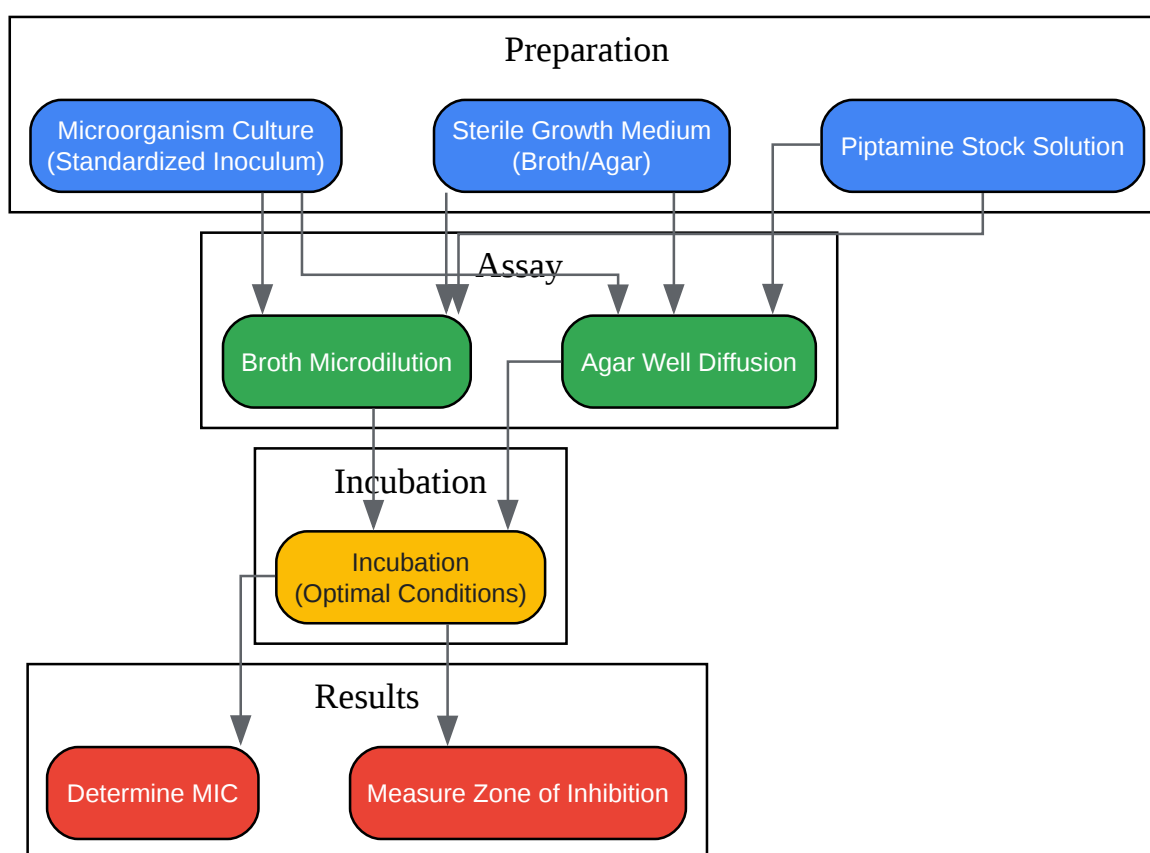 Preparation
Microorganism Culture
(Standardized Inoculum)
Sterile Growth Medium
(Broth/Agar)
Piptamine Stock Solution
Assay
Broth Microdilution
Agar Well Diffusion
Incubation
Incubation
(Optimal Conditions)
Results
Determine MIC
Measure Zone of Inhibition